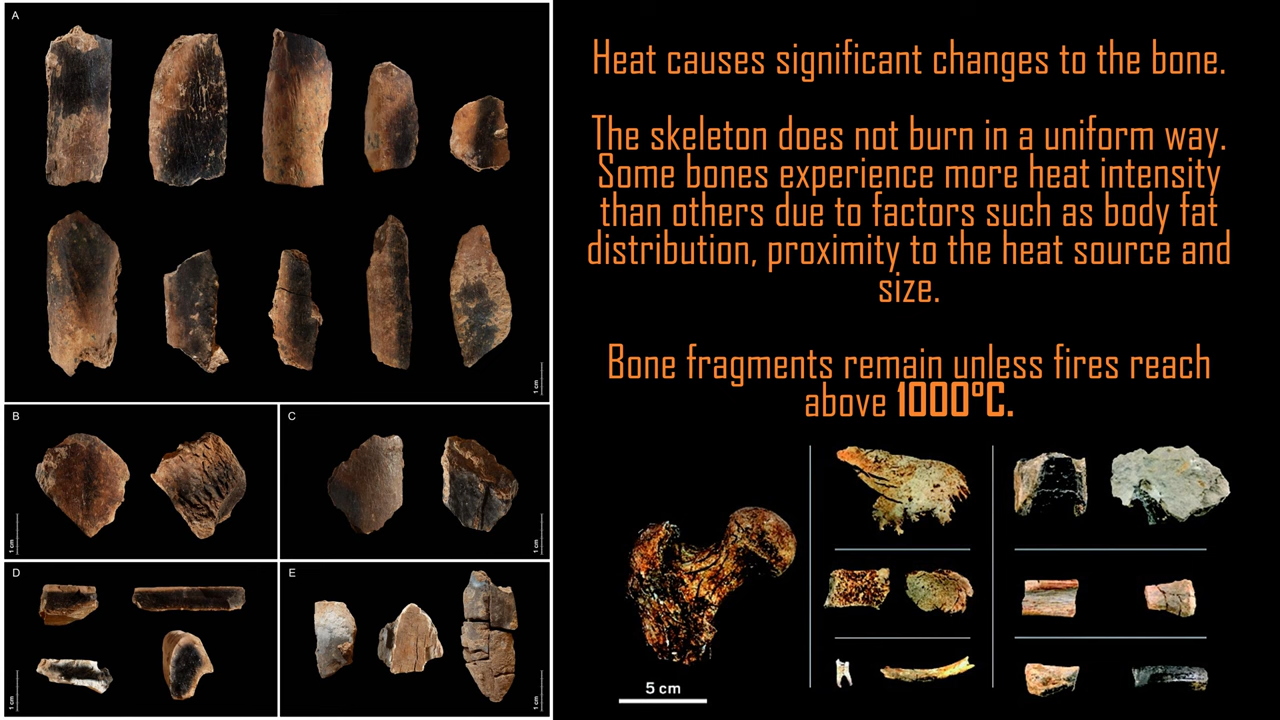 A
1 cm
B
1 cm
C
1 cm
D
1 cm
E
1 cm
Heat causes significant changes to the bone.
The skeleton does not burn in a uniform way.
Some bones experience more heat intensity
than others due to factors such as body fat
distribution, proximity to the heat source and
size.
Bone fragments remain unless fires reach
above 1000°C.
5 cm